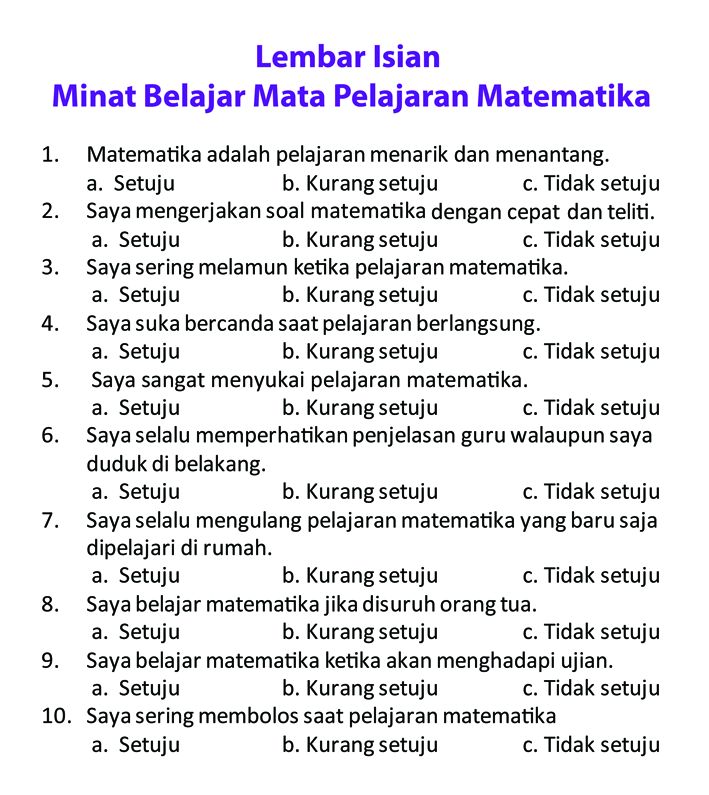 Lembar Isian
Minat Belajar Mata Pelajaran Matematika
1. Matematika adalah pelajaran menarik dan menantang.
a. Setuju b. Kurang setuju c. Tidak setuju
2. Saya mengerjakan soal matematika dengan cepat dan teliti.
a. Setuju b. Kurang setuju c. Tidak setuju
3. Saya sering melamun ketika pelajaran matematika.
a. Setuju b. Kurang setuju c. Tidak setuju
4. Saya suka bercanda saat pelajaran berlangsung.
a. Setuju b. Kurang setuju c. Tidak setuju
5. Saya sangat menyukai pelajaran matematika.
a. Setuju b. Kurang setuju c. Tidak setuju
6. Saya selalu memperhatikan penjelasan guru walaupun saya
duduk di belakang.
a. Setuju b. Kurang setuju c. Tidak setuju
7. Saya selalu mengulang pelajaran matematika yang baru saja
dipelajari di rumah.
a. Setuju b. Kurang setuju c. Tidak setuju
8. Saya belajar matematika jika disuruh orang tua.
a. Setuju b. Kurang setuju c. Tidak setuju
9. Saya belajar matematika ketika akan menghadapi ujian.
a. Setuju b. Kurang setuju c. Tidak setuju
10. Saya sering membolos saat pelajaran matematika
a. Setuju b. Kurang setuju c. Tidak setuju